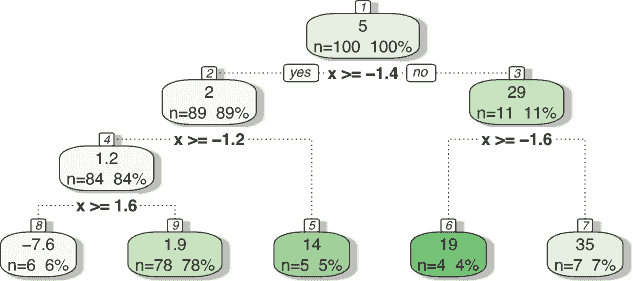 1
5
n=100 100%
yes x >= −1.4 no
2
2
n=89 89%
3
29
n=11 11%
x >= −1.2
x >= −1.6
4
1.2
n=84 84%
x >= 1.6
8
−7.6
n=6 6%
9
1.9
n=78 78%
5
14
n=5 5%
6
19
n=4 4%
7
35
n=7 7%